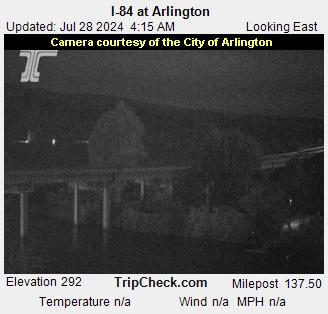 I-84 at Arlington
Updated: Jul 28 2024 4:15 AM Looking East
Camera courtesy of the City of Arlington
Elevation 292 TripCheck.com Milepost 137.50
Temperature n/a Wind n/a MPH n/a